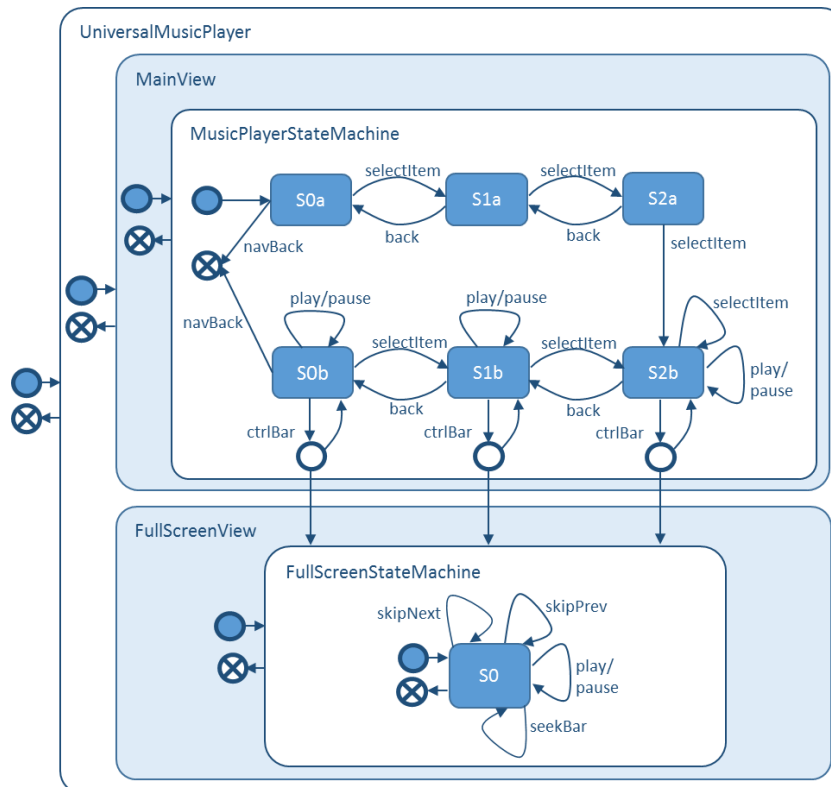 UniversalMusicPlayer
MainView
MusicPlayerStateMachine
selectItem
selectItem
S0a
S1a
S2a
back
back
navBack
selectItem
play/pause
play/pause
selectItem
navBack
selectItem
selectItem
S0b
S1b
S2b
play/
pause
back
back
ctrlBar
ctrlBar
ctrlBar
FullScreenView
FullScreenStateMachine
skipNext
skipPrev
S0
play/
pause
seekBar